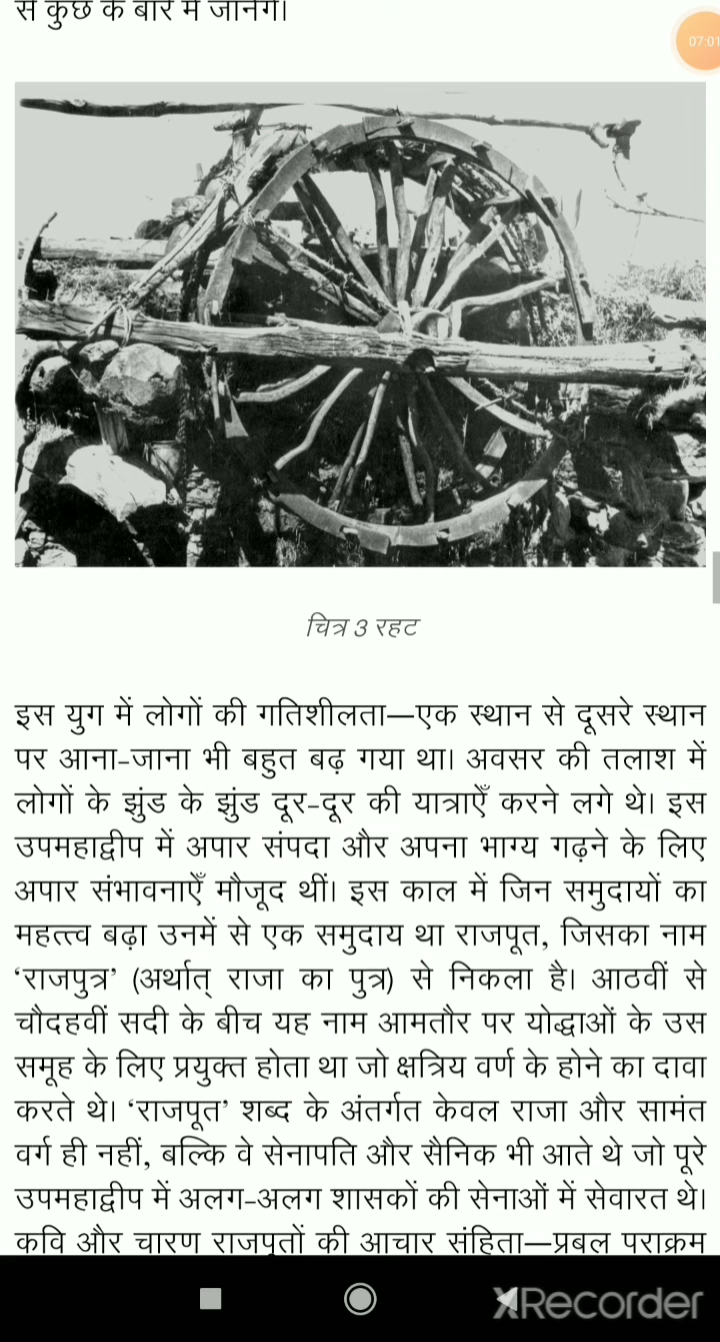 से कुछ के बारे में जानेंगे।
07:01
चित्र 3 रहट
इस युग में लोगों की गतिशीलता—एक स्थान से दूसरे स्थान
पर आना-जाना भी बहुत बढ़ गया था। अवसर की तलाश में
लोगों के झुंड के झुंड दूर-दूर की यात्राएँ करने लगे थे। इस
उपमहाद्वीप में अपार संपदा और अपना भाग्य गढ़ने के लिए
अपार संभावनाएँ मौजूद थीं। इस काल में जिन समुदायों का
महत्त्व बढ़ा उनमें से एक समुदाय था राजपूत, जिसका नाम
‘राजपुत्र’ (अर्थात् राजा का पुत्र) से निकला है। आठवीं से
चौदहवीं सदी के बीच यह नाम आमतौर पर योद्धाओं के उस
समूह के लिए प्रयुक्त होता था जो क्षत्रिय वर्ण के होने का दावा
करते थे। ‘राजपूत’ शब्द के अंतर्गत केवल राजा और सामंत
वर्ग ही नहीं, बल्कि वे सेनापति और सैनिक भी आते थे जो पूरे
उपमहाद्वीप में अलग-अलग शासकों की सेनाओं में सेवारत थे।
कवि और चारण राजपूतों की आचार संहिता—प्रबल पराक्रम
XRecorder